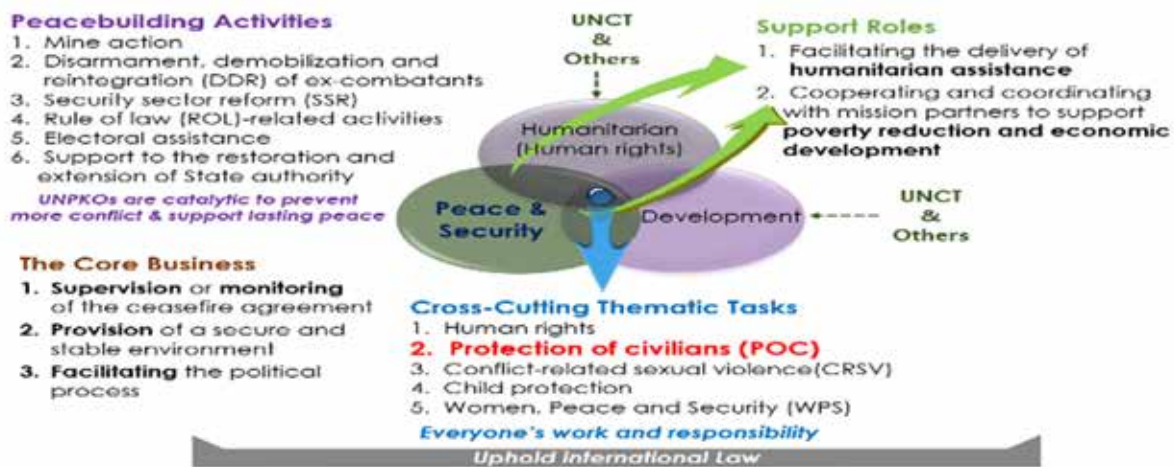 Peacebuilding Activities
1. Mine action
2. Disarmament, demobilization and
reintegration (DDR) of ex-combatants
3. Security sector reform (SSR)
4. Rule of law (ROL)-related activities
5. Electoral assistance
6. Support to the restoration and
extension of State authority
UNPKOs are catalytic to prevent
more conflict & support lasting peace
The Core Business
1. Supervision or monitoring
of the ceasefire agreement
2. Provision of a secure and
stable environment
3. Facilitating the political
process
UNCT
&
Others
Humanitarian
(Human rights)
Peace &
Security
Development
Support Roles
1. Facilitating the delivery of
humanitarian assistance
2. Cooperating and coordinating
with mission partners to support
poverty reduction and economic
development
UNCT
&
Others
Cross-Cutting Thematic Tasks
1. Human rights
2. Protection of civilians (POC)
3. Conflict-related sexual violence(CRSV)
4. Child protection
5. Women, Peace and Security (WPS)
Everyone's work and responsibility
Uphold International Law